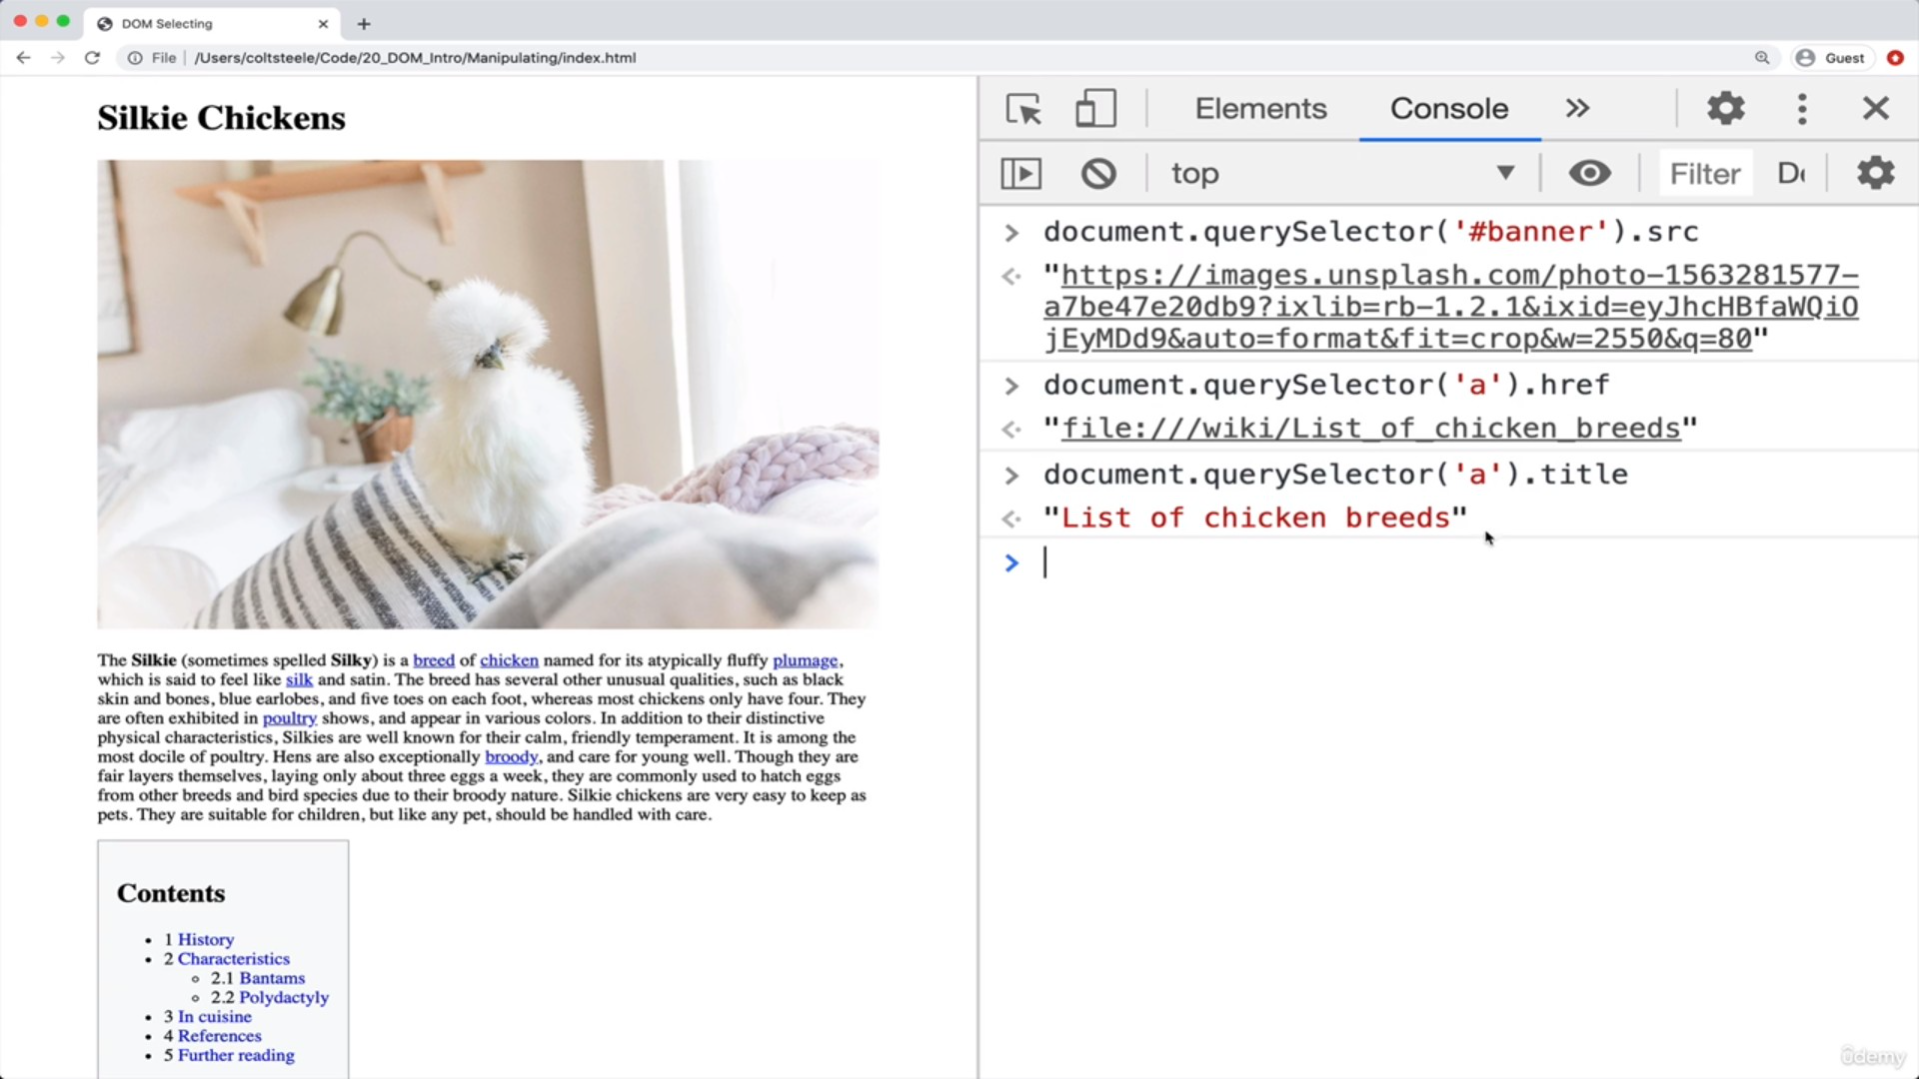 DOM Selecting
File | /Users/coltsteele/Code/20_DOM_Intro/Manipulating/index.html
Guest
Silkie Chickens
The Silkie (sometimes spelled Silky) is a breed of chicken named for its atypically fluffy plumage,
which is said to feel like silk and satin. The breed has several other unusual qualities, such as black
skin and bones, blue earlobes, and five toes on each foot, whereas most chickens only have four. They
are often exhibited in poultry shows, and appear in various colors. In addition to their distinctive
physical characteristics, Silkies are well known for their calm, friendly temperament. It is among the
most docile of poultry. Hens are also exceptionally broody, and care for young well. Though they are
fair layers themselves, laying only about three eggs a week, they are commonly used to hatch eggs
from other breeds and bird species due to their broody nature. Silkie chickens are very easy to keep as
pets. They are suitable for children, but like any pet, should be handled with care.
Contents
• 1 History
• 2 Characteristics
◦ 2.1 Bantams
◦ 2.2 Polydactyly
• 3 In cuisine
• 4 References
• 5 Further reading
Elements Console »
top Filter
> document.querySelector('#banner').src
"https://images.unsplash.com/photo-1563281577-
a7be47e20db9?ixlib=rb-1.2.1&ixid=eyJhcHBfaWQiO
jEyMDd9&auto=format&fit=crop&w=2550&q=80"
> document.querySelector('a').href
"file:///wiki/List_of_chicken_breeds"
> document.querySelector('a').title
"List of chicken breeds"
>
ûdemy